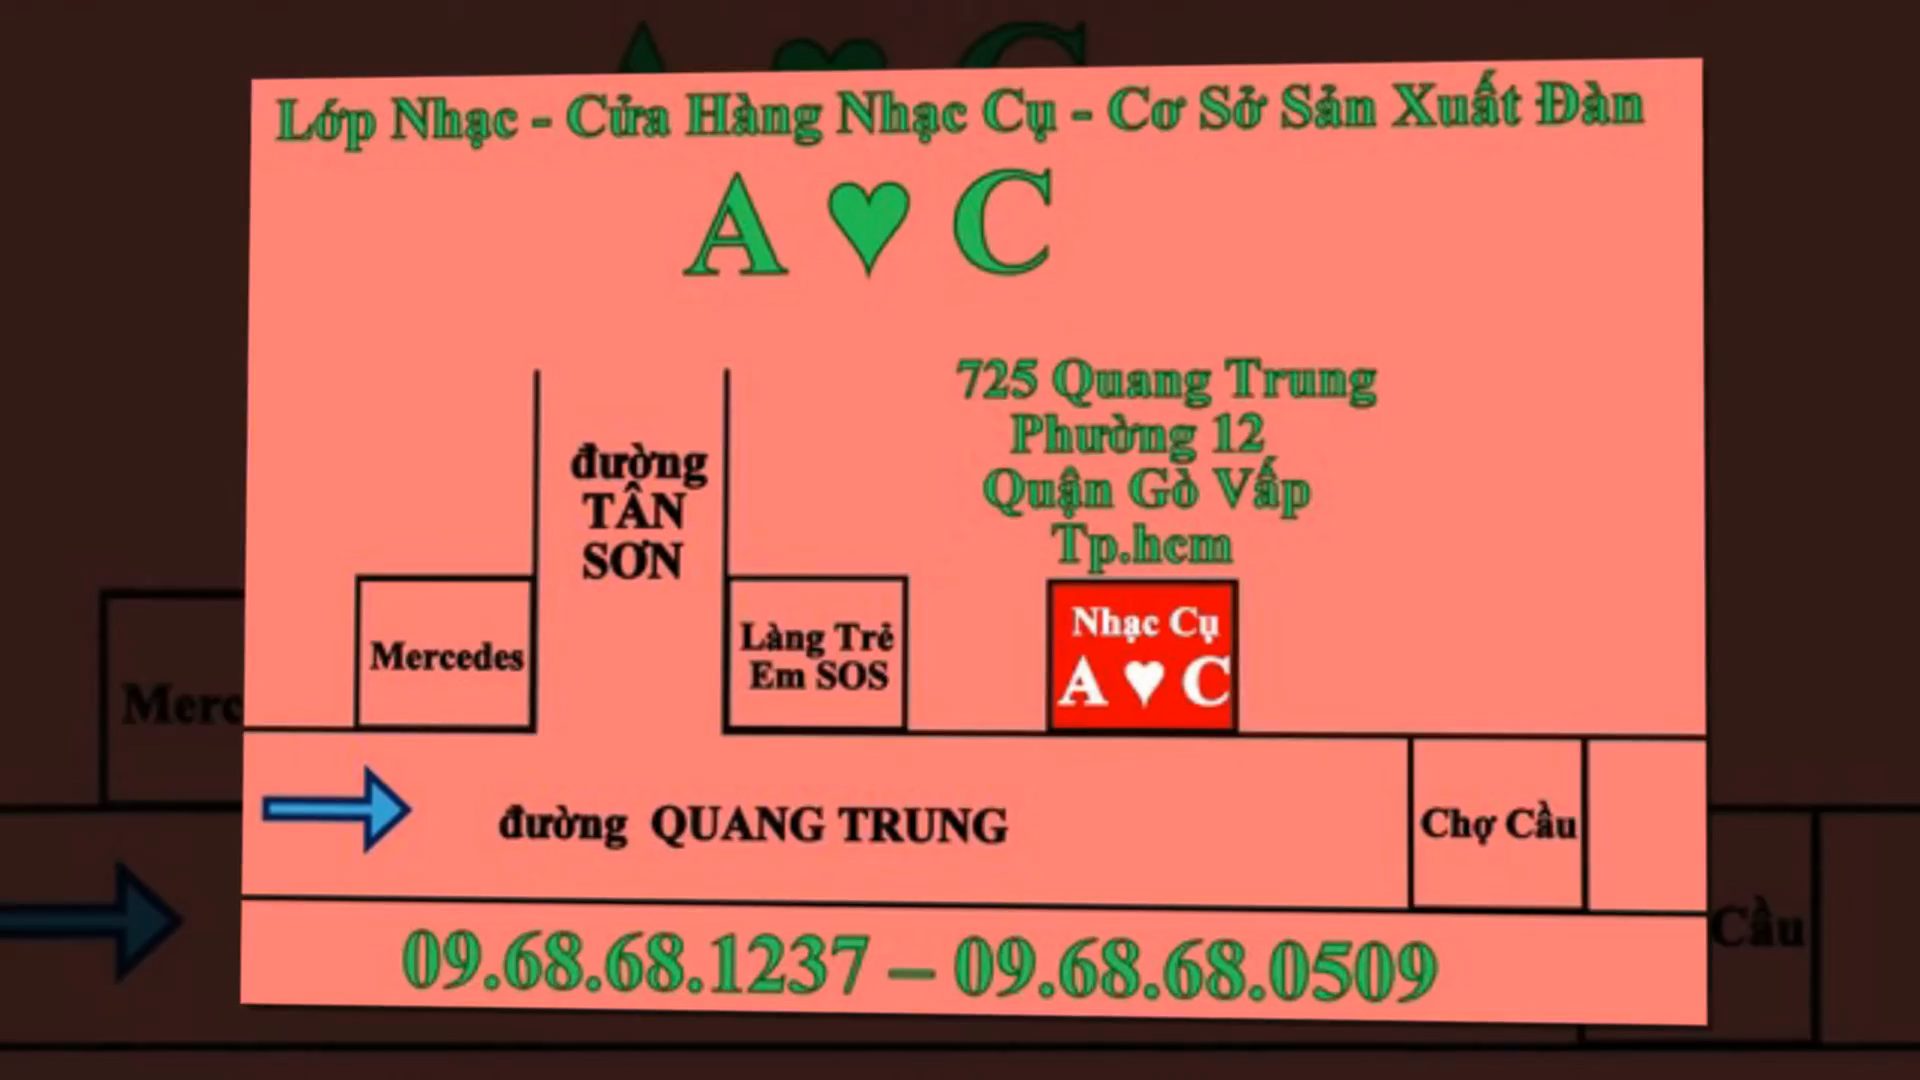 Lớp Nhạc - Cửa Hàng Nhạc Cụ - Cơ Sở Sản Xuất Đàn
A ♥ C
725 Quang Trung
Phường 12
Quận Gò Vấp
Tp.hcm
đường
TÂN
SƠN
Mercedes
Làng Trẻ
Em SOS
Nhạc Cụ
A ♥ C
đường QUANG TRUNG
Chợ Cầu
09.68.68.1237 – 09.68.68.0509
A ♥ C
Merc
Cầu